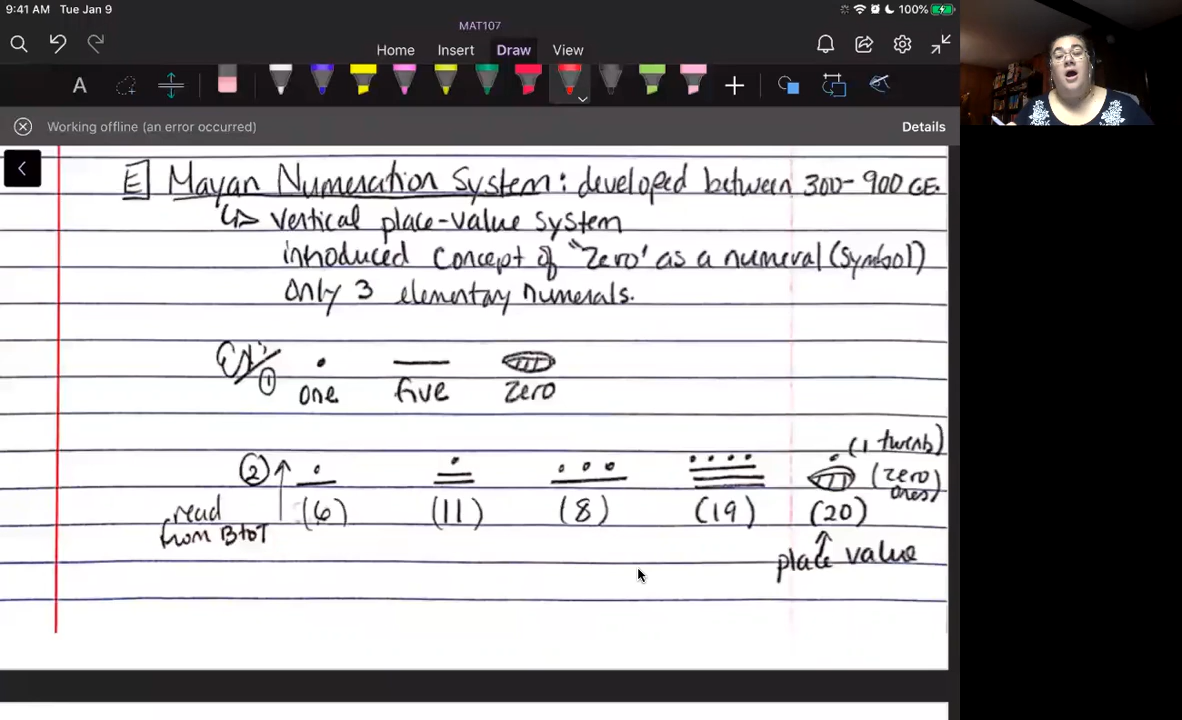 9:41 AM Tue Jan 9
100%
MAT107
Home Insert Draw View
A
Working offline (an error occurred)
Details
E Mayan Numeration System: developed between 300-900 CE.
↳ vertical place-value system
introduced concept of "Zero" as a numeral (symbol)
Only 3 elementary numerals.
Ex:/
① one five zero
② ↑ (6) (11) (8) (19) (20)
(1 twenty)
(zero ones)
read
from BtoT
↑
place value